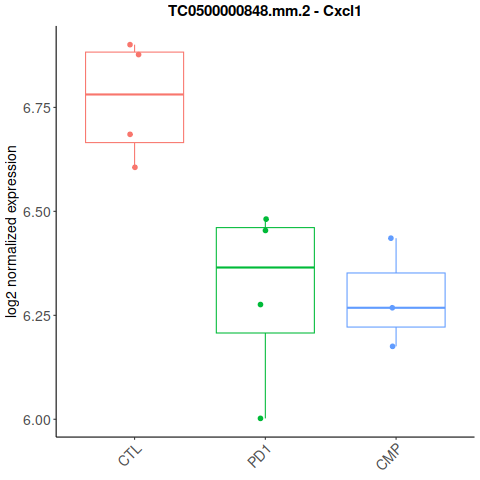 TC0500000848.mm.2 - Cxcl1
log2 normalized expression
6.75
6.50
6.25
6.00
CTL
PD1
CMP